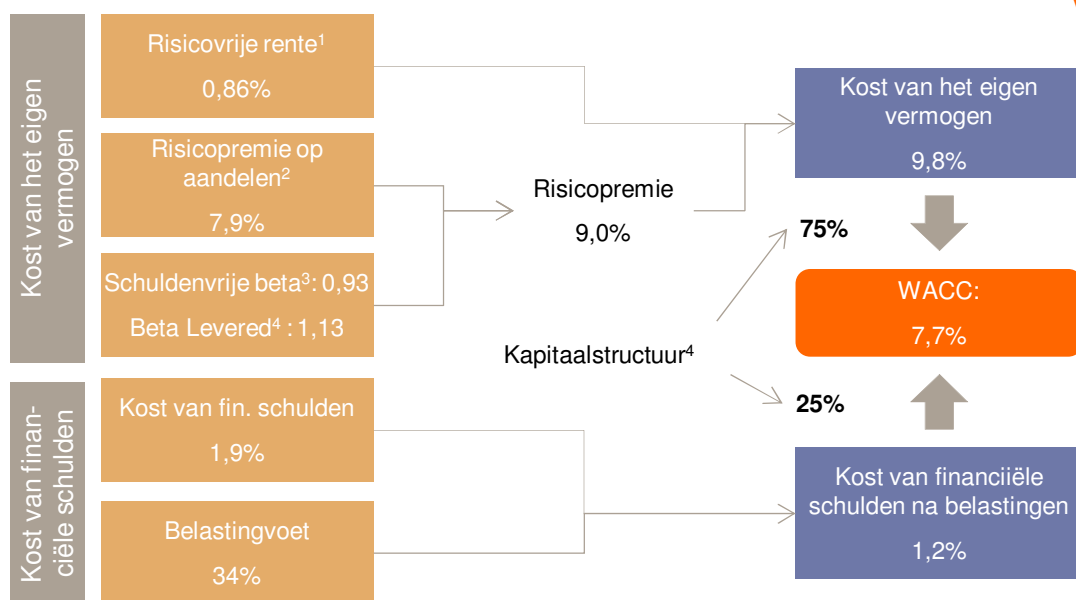 Kost van het eigen
vermogen
Risicovrije rente¹
0,86%
Risicopremie op
aandelen²
7,9%
Schuldenvrije beta³: 0,93
Beta Levered⁴ : 1,13
Risicopremie
9,0%
Kost van het eigen
vermogen
9,8%
75%
WACC:
7,7%
Kapitaalstructuur⁴
25%
Kost van finan-
ciële schulden
Kost van fin. schulden
1,9%
Belastingvoet
34%
Kost van financiiële
schulden na belastingen
1,2%